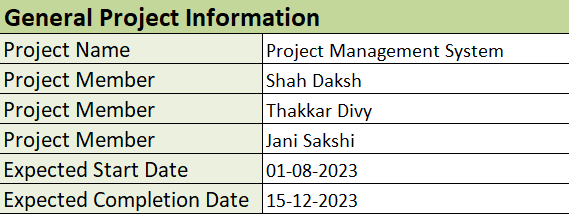 General Project Information
Project Name Project Management System
Project Member Shah Daksh
Project Member Thakkar Divy
Project Member Jani Sakshi
Expected Start Date 01-08-2023
Expected Completion Date 15-12-2023